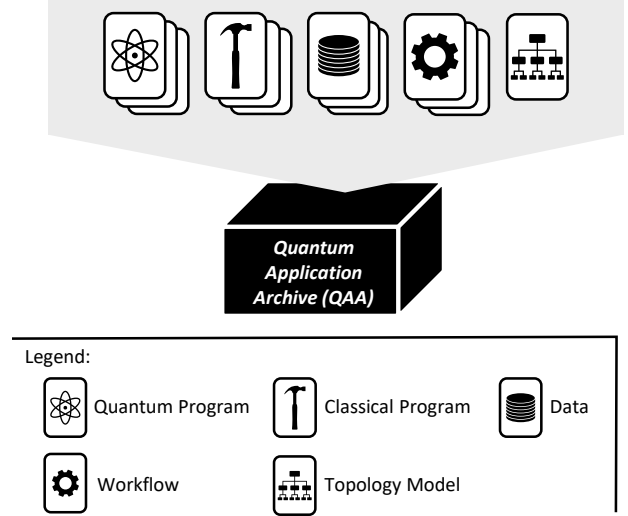 Quantum
Application
Archive (QAA)
Legend:
Quantum Program
Classical Program
Data
Workflow
Topology Model